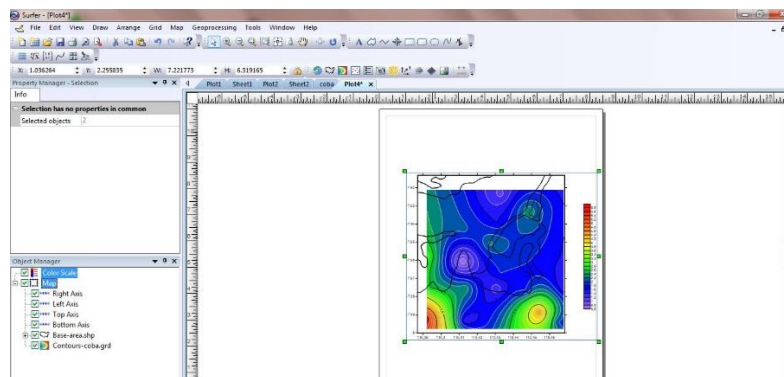 Surfer - [Plot4*]
File Edit View Draw Arrange Grid Map Geoprocessing Tools Window Help
X: 1.036264 Y: 2.255835 W: 7.221773 H: 6.319165
Property Manager - Selection
Plot1 Sheet1 Plot2 Sheet2 coba Plot4*
Info
Selection has no properties in common
Selected objects 2
Object Manager
Color Scale
Map
Right Axis
Left Axis
Top Axis
Bottom Axis
Base-area.shp
Contours-coba.grd